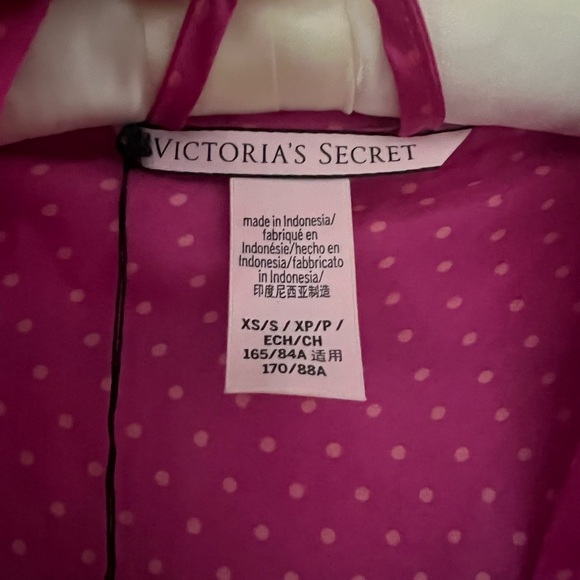 VICTORIA'S SECRET
made in Indonesia/
fabriqué en
Indonésie/hecho en
Indonesia/fabbricato
in Indonesia/
印度尼西亚制造
XS/S / XP/P /
ECH/CH
165/84A 适用
170/88A